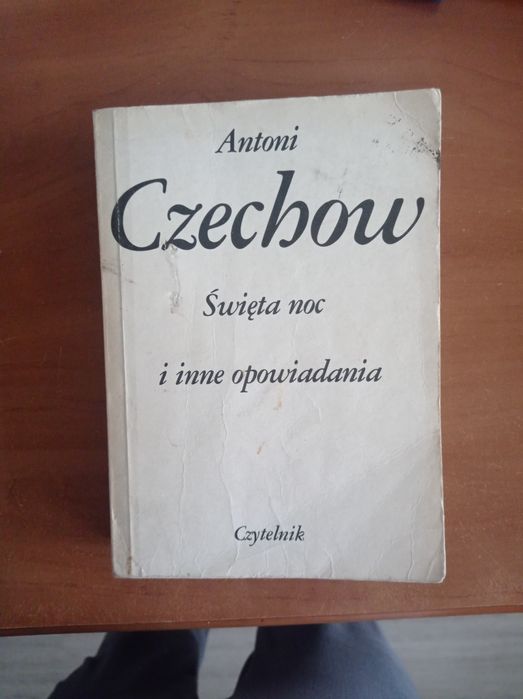 Antoni
Czechow
Święta noc
i inne opowiadania
Czytelnik